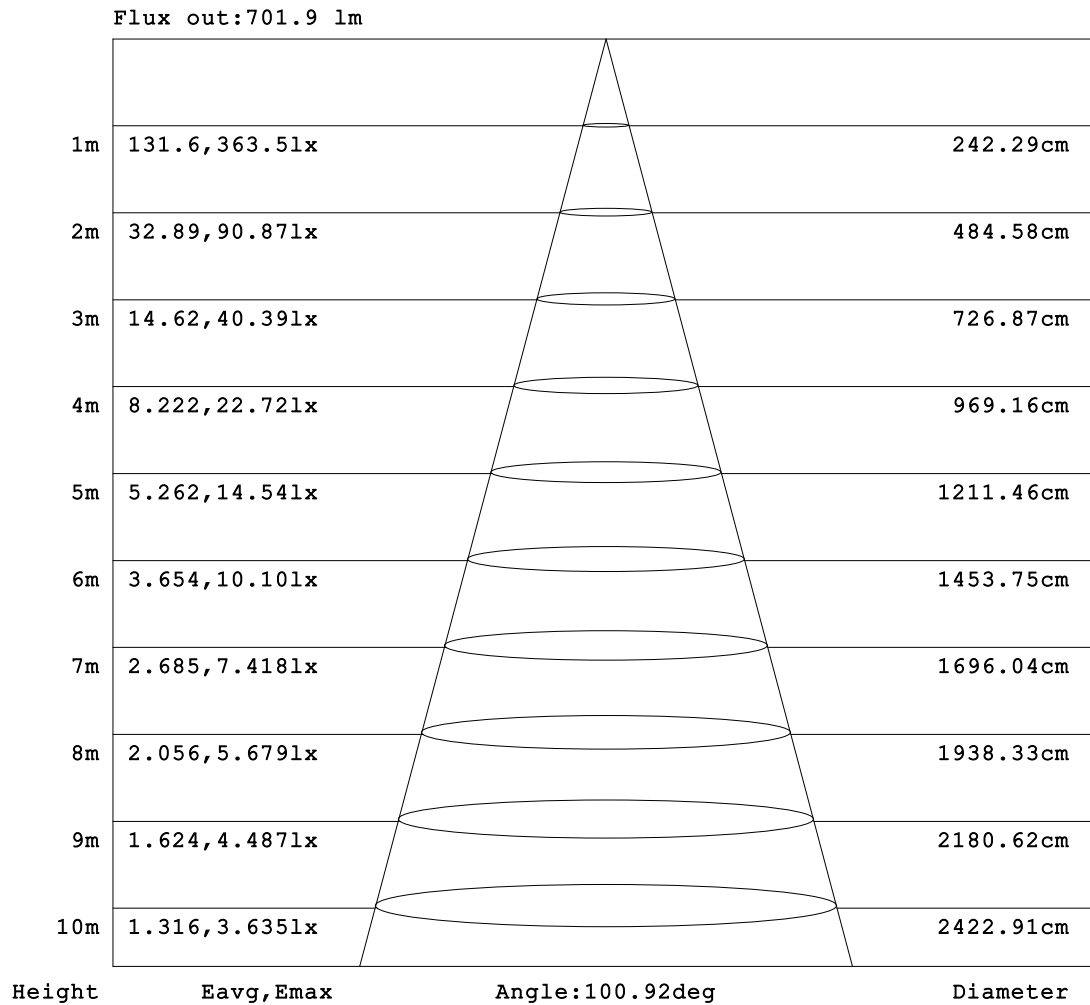 Flux out:701.9 lm
1m 131.6,363.5lx 242.29cm
2m 32.89,90.87lx 484.58cm
3m 14.62,40.39lx 726.87cm
4m 8.222,22.72lx 969.16cm
5m 5.262,14.54lx 1211.46cm
6m 3.654,10.10lx 1453.75cm
7m 2.685,7.418lx 1696.04cm
8m 2.056,5.679lx 1938.33cm
9m 1.624,4.487lx 2180.62cm
10m 1.316,3.635lx 2422.91cm
Height Eavg,Emax Angle:100.92deg Diameter